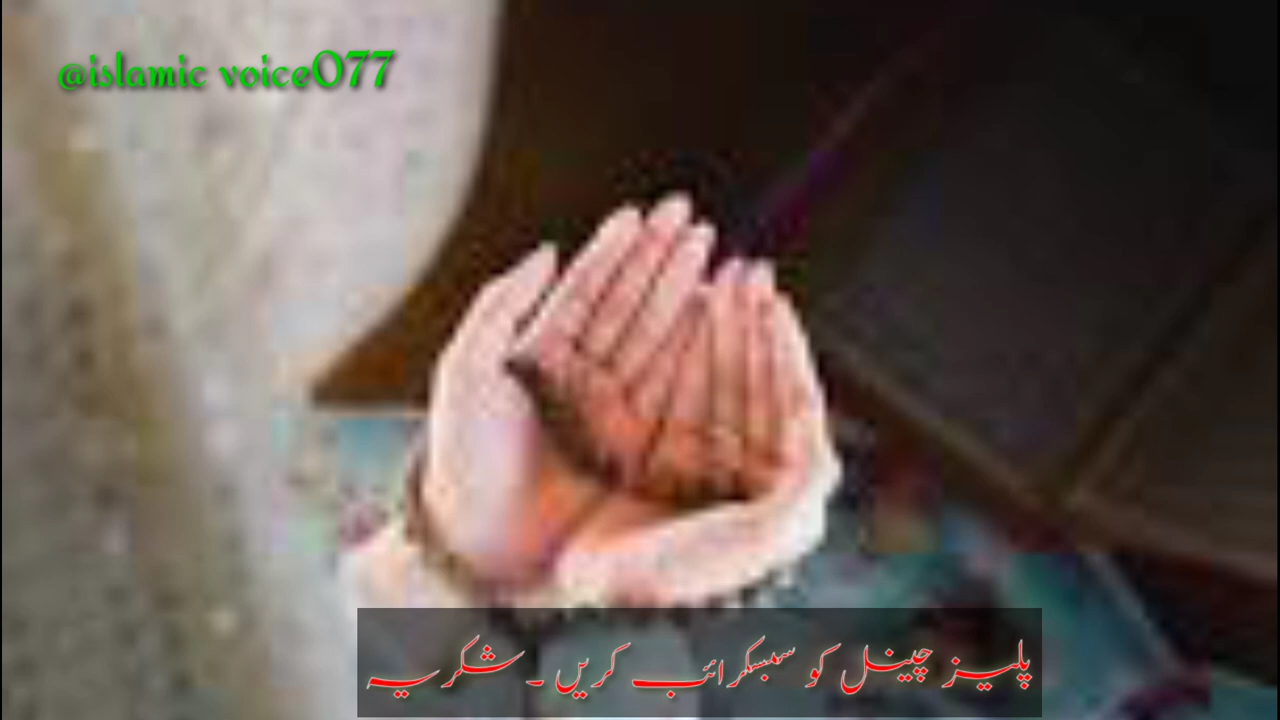 @islamic voice077
پلیز چینل کو سبسکرائب کریں ۔ شکریہ